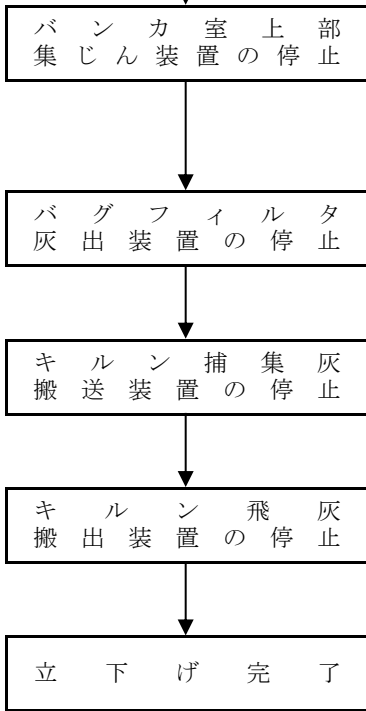 バンカ室上部
集じん装置の停止
バグフィルタ
灰出装置の停止
キルン捕集灰
搬送装置の停止
キルン飛灰
搬出装置の停止
立下げ完了